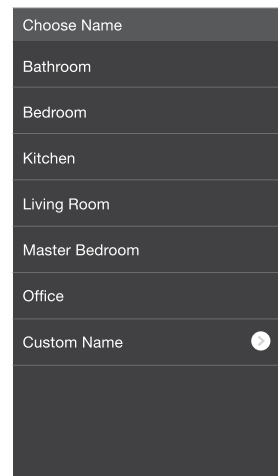 Choose Name
Bathroom
Bedroom
Kitchen
Living Room
Master Bedroom
Office
Custom Name